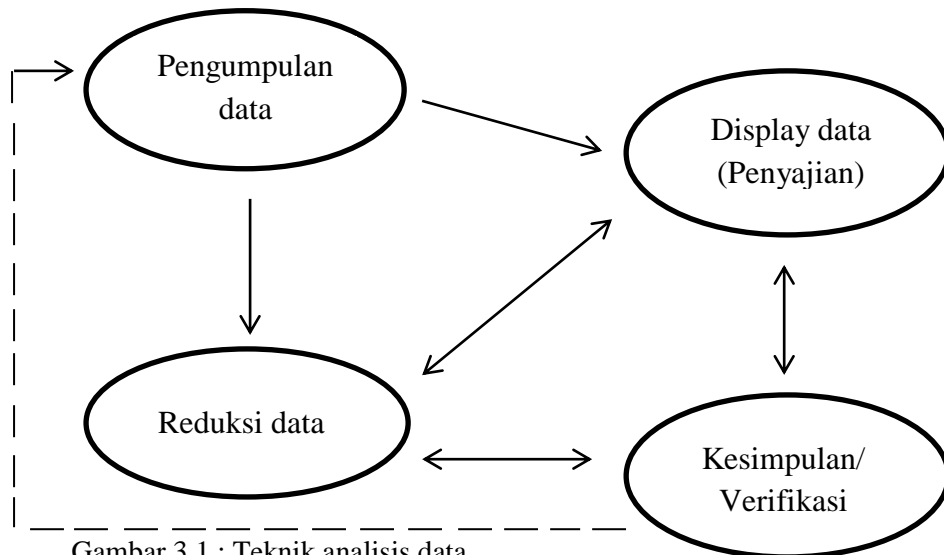 Pengumpulan
data
Display data
(Penyajian)
Reduksi data
Kesimpulan/
Verifikasi
Gambar 3.1 : Teknik analisis data